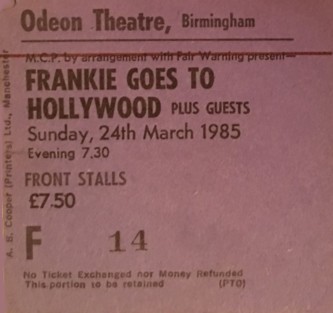 Odeon Theatre, Birmingham
M.C.P. by arrangement with Fair Warning present—
FRANKIE GOES TO
HOLLYWOOD PLUS GUESTS
Sunday, 24th March 1985
Evening 7.30
FRONT STALLS
£7.50
F 14
No Ticket Exchanged nor Money Refunded
This portion to be retained (PTO)
A. B. Cooper (Printers) Ltd., Manchester